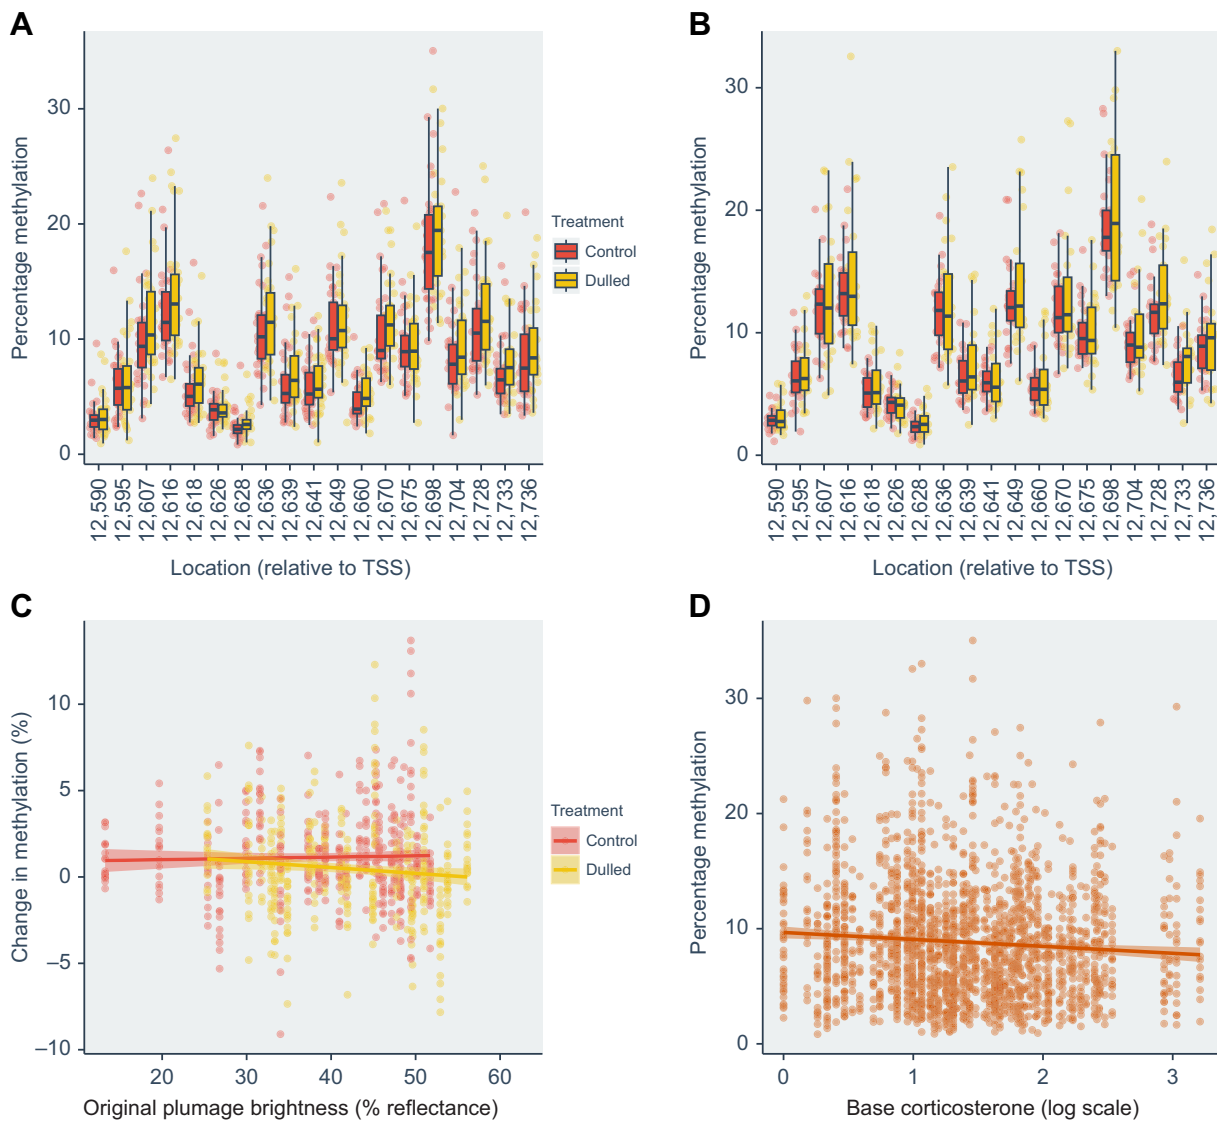 A
Percentage methylation
30
20
10
0
12,590 12,595 12,607 12,616 12,618 12,626 12,628 12,636 12,639 12,641 12,649 12,660 12,670 12,675 12,698 12,704 12,728 12,733 12,736
Location (relative to TSS)
Treatment
Control
Dulled
B
Percentage methylation
30
20
10
0
12,590 12,595 12,607 12,616 12,618 12,626 12,628 12,636 12,639 12,641 12,649 12,660 12,670 12,675 12,698 12,704 12,728 12,733 12,736
Location (relative to TSS)
C
Change in methylation (%)
10
5
0
–5
–10
20 30 40 50 60
Original plumage brightness (% reflectance)
Treatment
Control
Dulled
D
Percentage methylation
30
20
10
0
0 1 2 3
Base corticosterone (log scale)